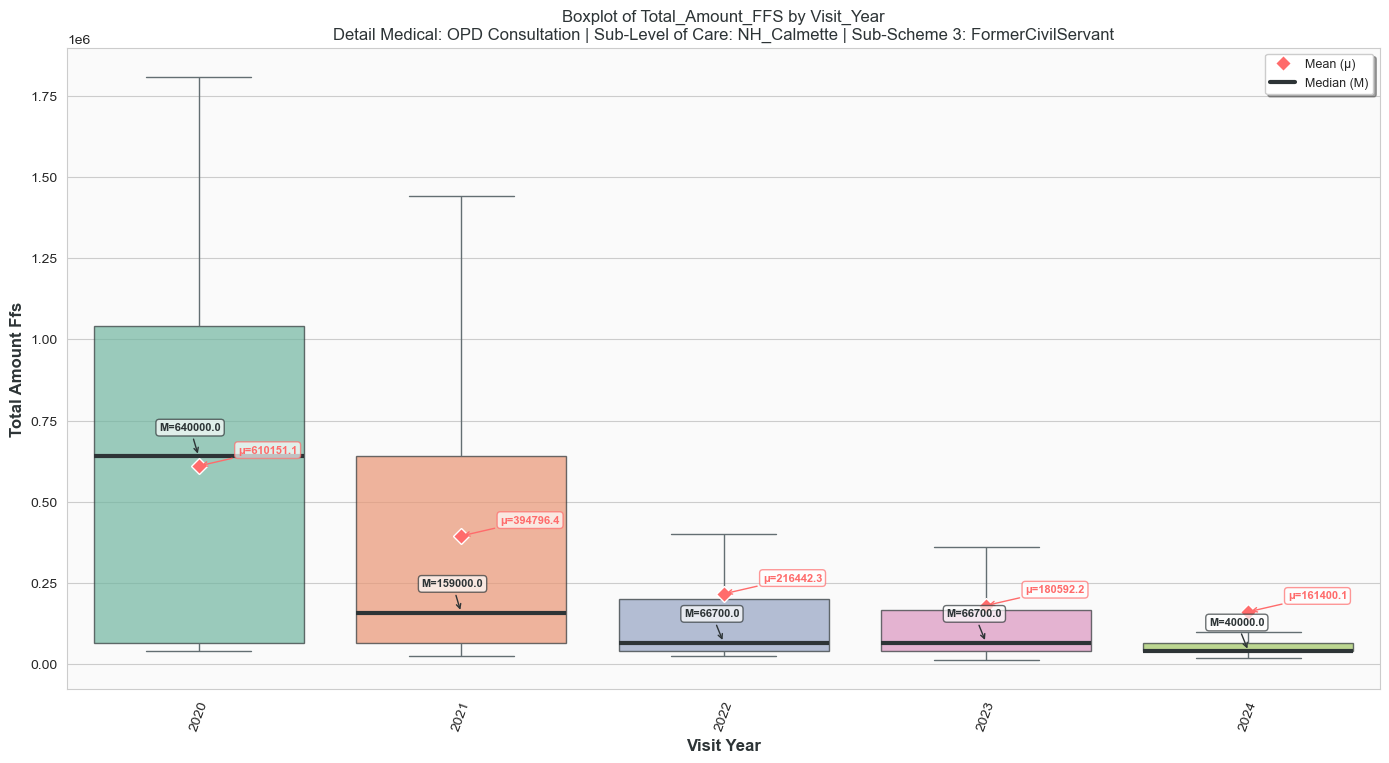 Boxplot of Total_Amount_FFS by Visit_Year
Detail Medical: OPD Consultation | Sub-Level of Care: NH_Calmette | Sub-Scheme 3: FormerCivilServant
1e6
Mean (μ)
Median (M)
1.75
1.50
1.25
1.00
0.75
0.50
0.25
0.00
Total Amount Ffs
M=640000.0
μ=610151.1
μ=394796.4
M=159000.0
μ=216442.3
M=66700.0
μ=180592.2
M=66700.0
μ=161400.1
M=40000.0
2020
2021
2022
2023
2024
Visit Year